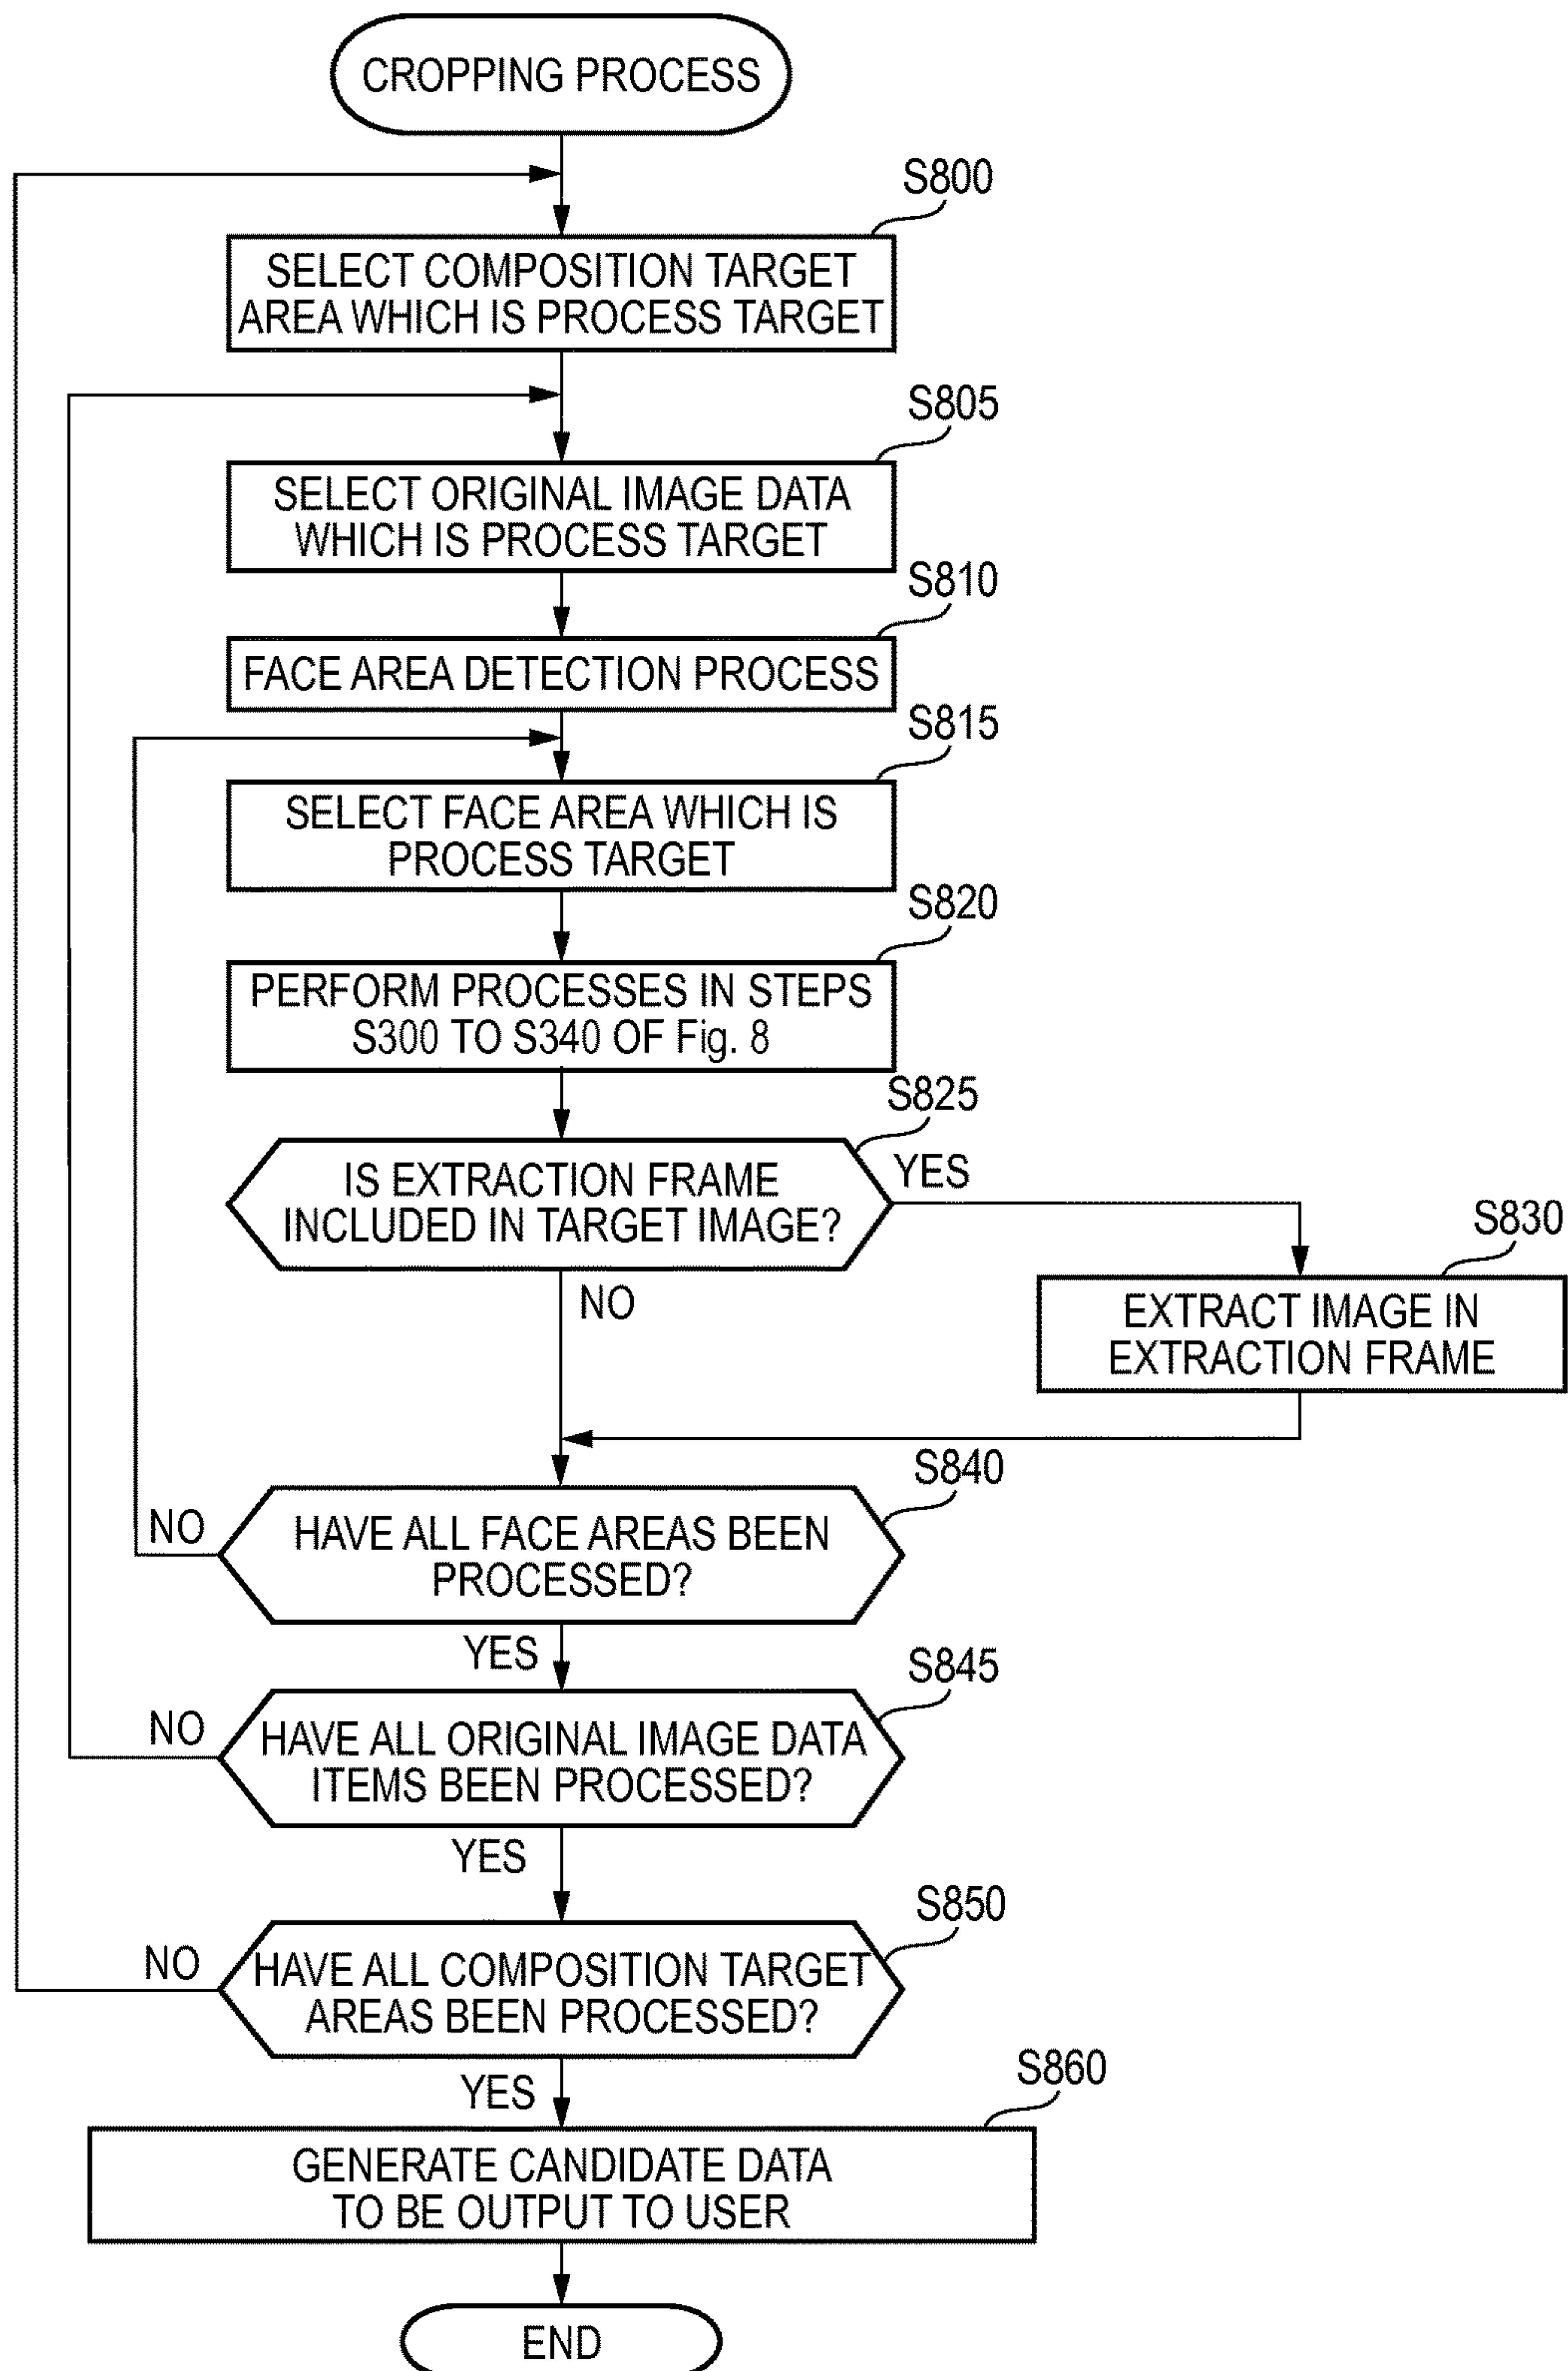 CROPPING PROCESS
S800
SELECT COMPOSITION TARGET
AREA WHICH IS PROCESS TARGET
S805
SELECT ORIGINAL IMAGE DATA
WHICH IS PROCESS TARGET
S810
FACE AREA DETECTION PROCESS
S815
SELECT FACE AREA WHICH IS
PROCESS TARGET
S820
PERFORM PROCESSES IN STEPS
S300 TO S340 OF Fig. 8
S825
IS EXTRACTION FRAME
INCLUDED IN TARGET IMAGE?
YES
NO
S830
EXTRACT IMAGE IN
EXTRACTION FRAME
S840
HAVE ALL FACE AREAS BEEN
PROCESSED?
NO
YES
S845
HAVE ALL ORIGINAL IMAGE DATA
ITEMS BEEN PROCESSED?
NO
YES
S850
HAVE ALL COMPOSITION TARGET
AREAS BEEN PROCESSED?
NO
YES
S860
GENERATE CANDIDATE DATA
TO BE OUTPUT TO USER
END